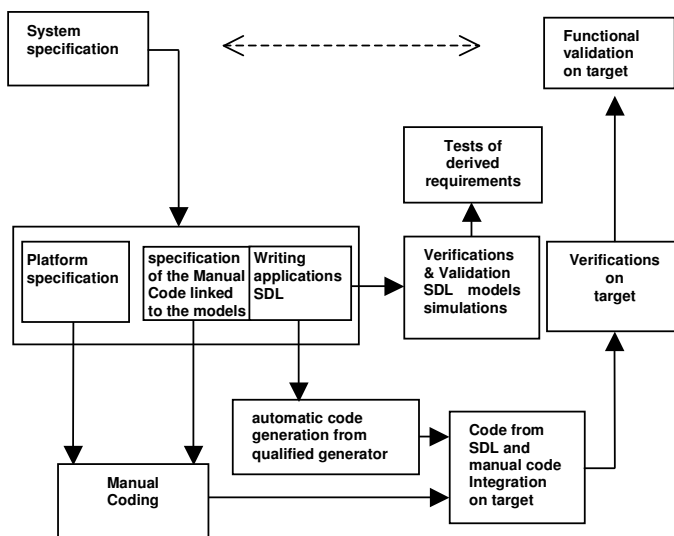 System
specification
Functional
validation
on target
Tests of
derived
requirements
Platform
specification
specification
of the Manual
Code linked
to the models
Writing
applications
SDL
Verifications
& Validation
SDL models
simulations
Verifications
on
target
automatic code
generation from
qualified generator
Code from
SDL and
manual code
Integration
on target
Manual
Coding